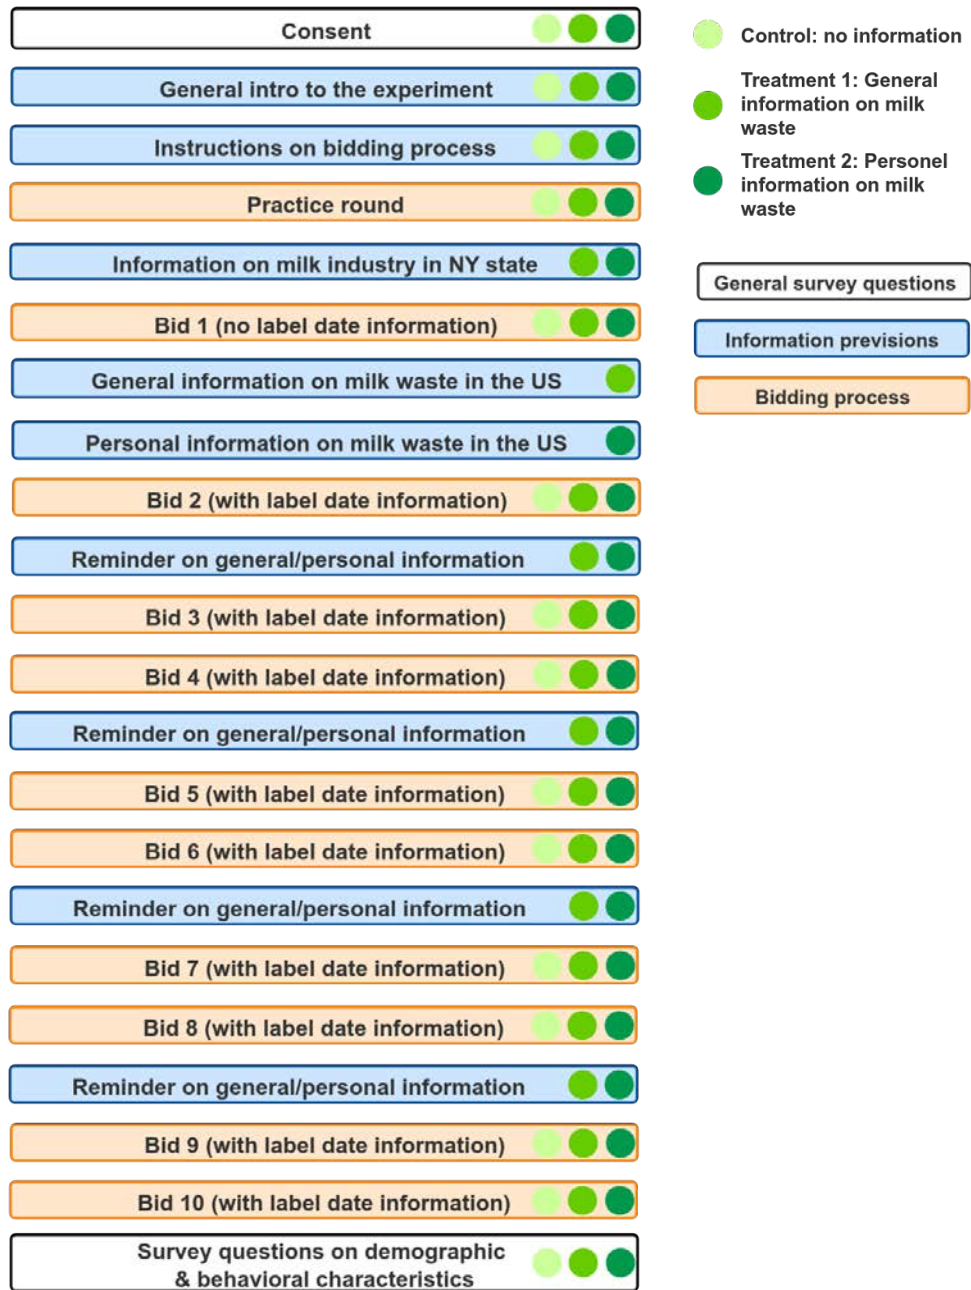 Consent
General intro to the experiment
Instructions on bidding process
Practice round
Information on milk industry in NY state
Bid 1 (no label date information)
General information on milk waste in the US
Personal information on milk waste in the US
Bid 2 (with label date information)
Reminder on general/personal information
Bid 3 (with label date information)
Bid 4 (with label date information)
Reminder on general/personal information
Bid 5 (with label date information)
Bid 6 (with label date information)
Reminder on general/personal information
Bid 7 (with label date information)
Bid 8 (with label date information)
Reminder on general/personal information
Bid 9 (with label date information)
Bid 10 (with label date information)
Survey questions on demographic
& behavioral characteristics
Control: no information
Treatment 1: General
information on milk
waste
Treatment 2: Personel
information on milk
waste
General survey questions
Information previsions
Bidding process